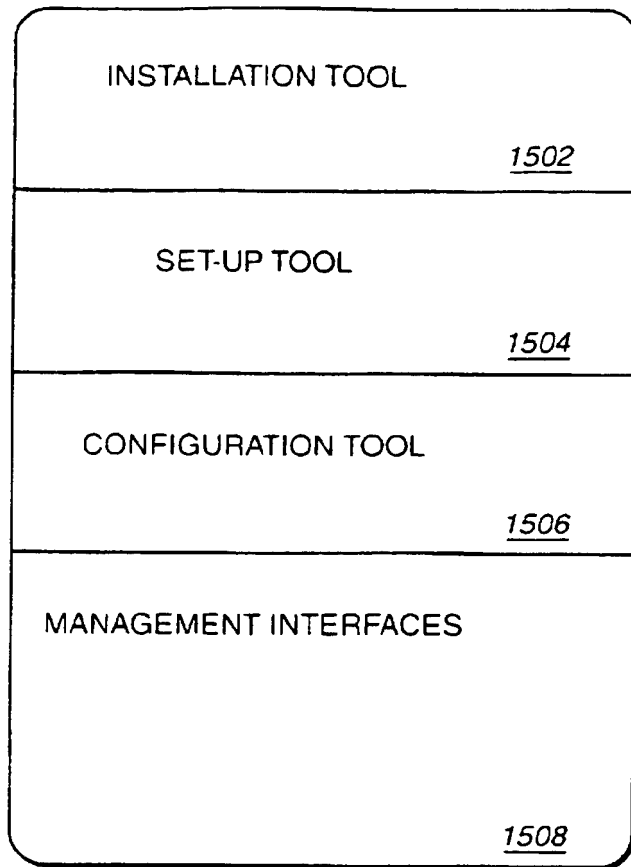 INSTALLATION TOOL
1502
SET-UP TOOL
1504
CONFIGURATION TOOL
1506
MANAGEMENT INTERFACES
1508